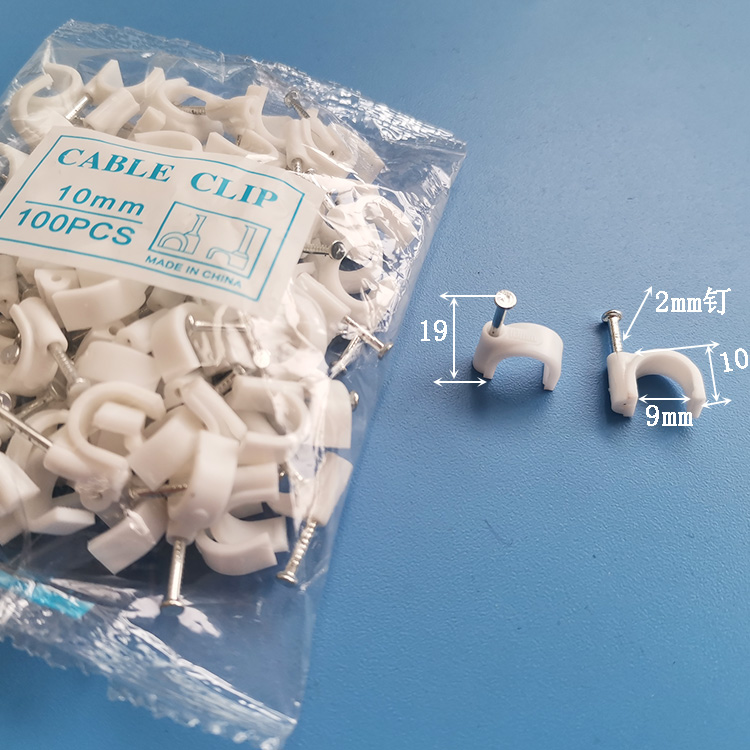 CABLE CLIP
10mm
100PCS
MADE IN CHINA
19
2mm钉
10
9mm